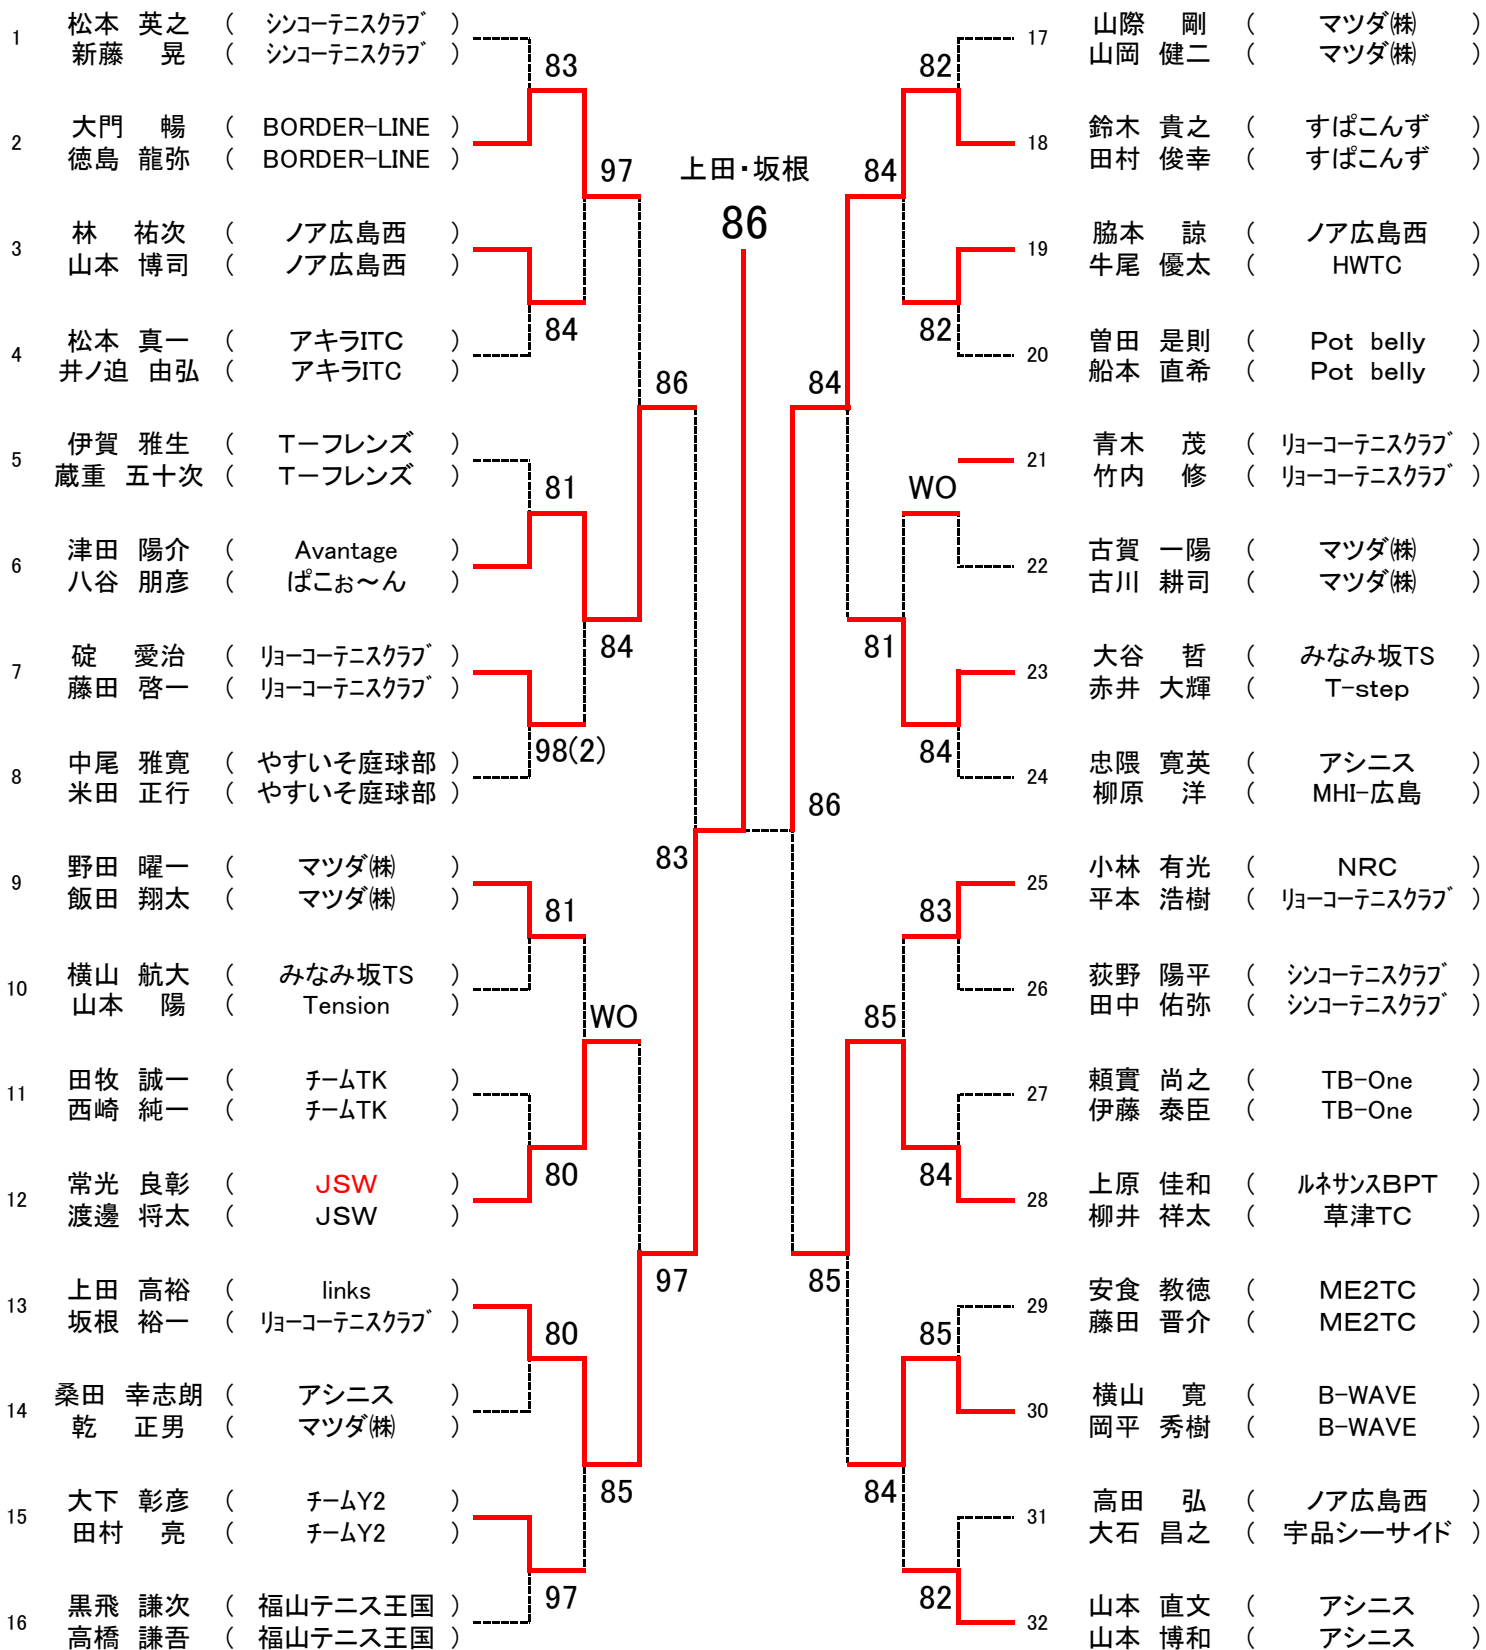 1 松本 英之 ( シンコーテニスクラブ )
新藤 晃 ( シンコーテニスクラブ )
83
2 大門 暢 ( BORDER-LINE )
徳島 龍弥 ( BORDER-LINE )
97
3 林 祐次 ( ノア広島西 )
山本 博司 ( ノア広島西 )
84
4 松本 真一 ( アキラITC )
井ノ迫 由弘 ( アキラITC )
86
5 伊賀 雅生 ( T－フレンズ )
蔵重 五十次 ( T－フレンズ )
81
6 津田 陽介 ( Avantage )
八谷 朋彦 ( ぱこぉ～ん )
84
7 碇 愛治 ( リョーコーテニスクラブ )
藤田 啓一 ( リョーコーテニスクラブ )
98(2)
8 中尾 雅寛 ( やすいそ庭球部 )
米田 正行 ( やすいそ庭球部 )
83
9 野田 曜一 ( マツダ㈱ )
飯田 翔太 ( マツダ㈱ )
81
10 横山 航大 ( みなみ坂TS )
山本 陽 ( Tension )
WO
11 田牧 誠一 ( チームTK )
西崎 純一 ( チームTK )
80
12 常光 良彰 ( JSW )
渡邊 将太 ( JSW )
97
13 上田 高裕 ( links )
坂根 裕一 ( リョーコーテニスクラブ )
80
14 桑田 幸志朗 ( アシニス )
乾 正男 ( マツダ㈱ )
85
15 大下 彰彦 ( チームY2 )
田村 亮 ( チームY2 )
97
16 黒飛 謙次 ( 福山テニス王国 )
高橋 謙吾 ( 福山テニス王国 )
上田・坂根
86
17 山際 剛 ( マツダ㈱ )
山岡 健二 ( マツダ㈱ )
82
18 鈴木 貴之 ( すぱこんず )
田村 俊幸 ( すぱこんず )
84
19 脇本 諒 ( ノア広島西 )
牛尾 優太 ( HWTC )
82
20 曽田 是則 ( Pot belly )
船本 直希 ( Pot belly )
84
21 青木 茂 ( リョーコーテニスクラブ )
竹内 修 ( リョーコーテニスクラブ )
WO
22 古賀 一陽 ( マツダ㈱ )
古川 耕司 ( マツダ㈱ )
81
23 大谷 哲 ( みなみ坂TS )
赤井 大輝 ( T-step )
84
24 忠隈 寛英 ( アシニス )
柳原 洋 ( MHI-広島 )
86
25 小林 有光 ( NRC )
平本 浩樹 ( リョーコーテニスクラブ )
83
26 荻野 陽平 ( シンコーテニスクラブ )
田中 佑弥 ( シンコーテニスクラブ )
85
27 頼實 尚之 ( TB-One )
伊藤 泰臣 ( TB-One )
84
28 上原 佳和 ( ルネサンスBPT )
柳井 祥太 ( 草津TC )
85
29 安食 教徳 ( ME2TC )
藤田 晋介 ( ME2TC )
85
30 横山 寛 ( B-WAVE )
岡平 秀樹 ( B-WAVE )
84
31 高田 弘 ( ノア広島西 )
大石 昌之 ( 宇品シーサイド )
82
32 山本 直文 ( アシニス )
山本 博和 ( アシニス )